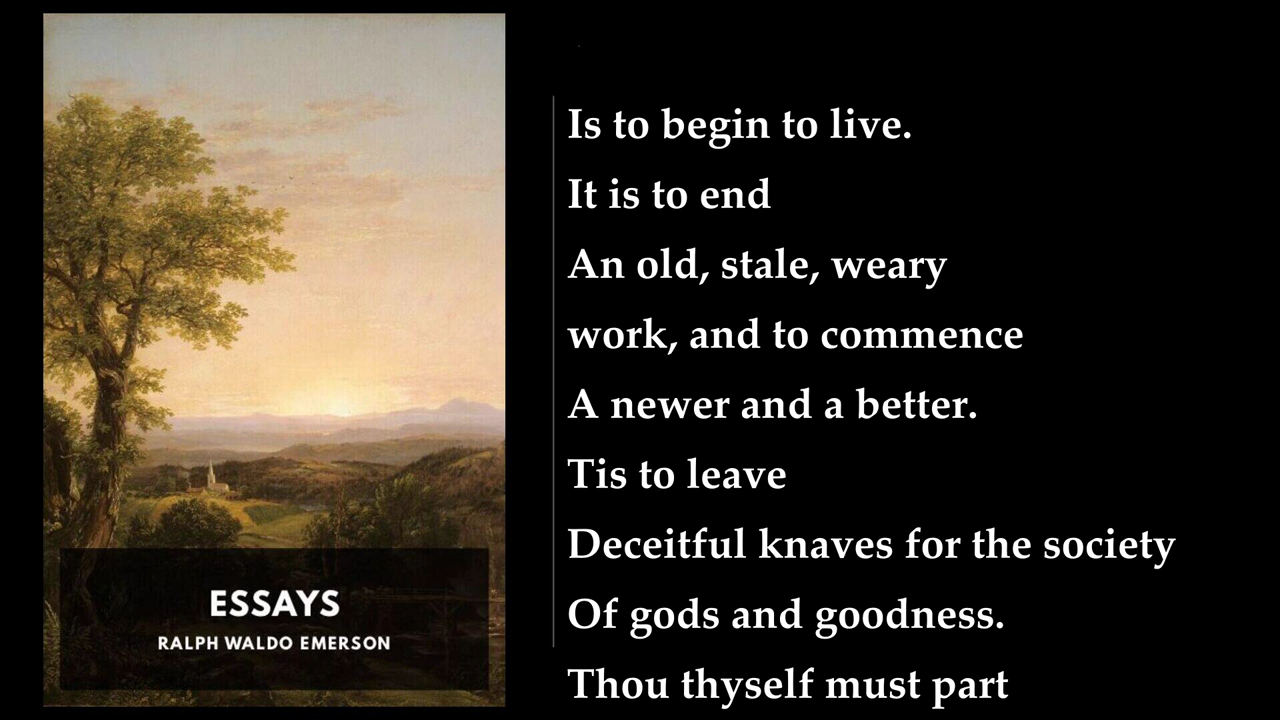 ESSAYS
RALPH WALDO EMERSON
Is to begin to live.
It is to end
An old, stale, weary
work, and to commence
A newer and a better.
Tis to leave
Deceitful knaves for the society
Of gods and goodness.
Thou thyself must part